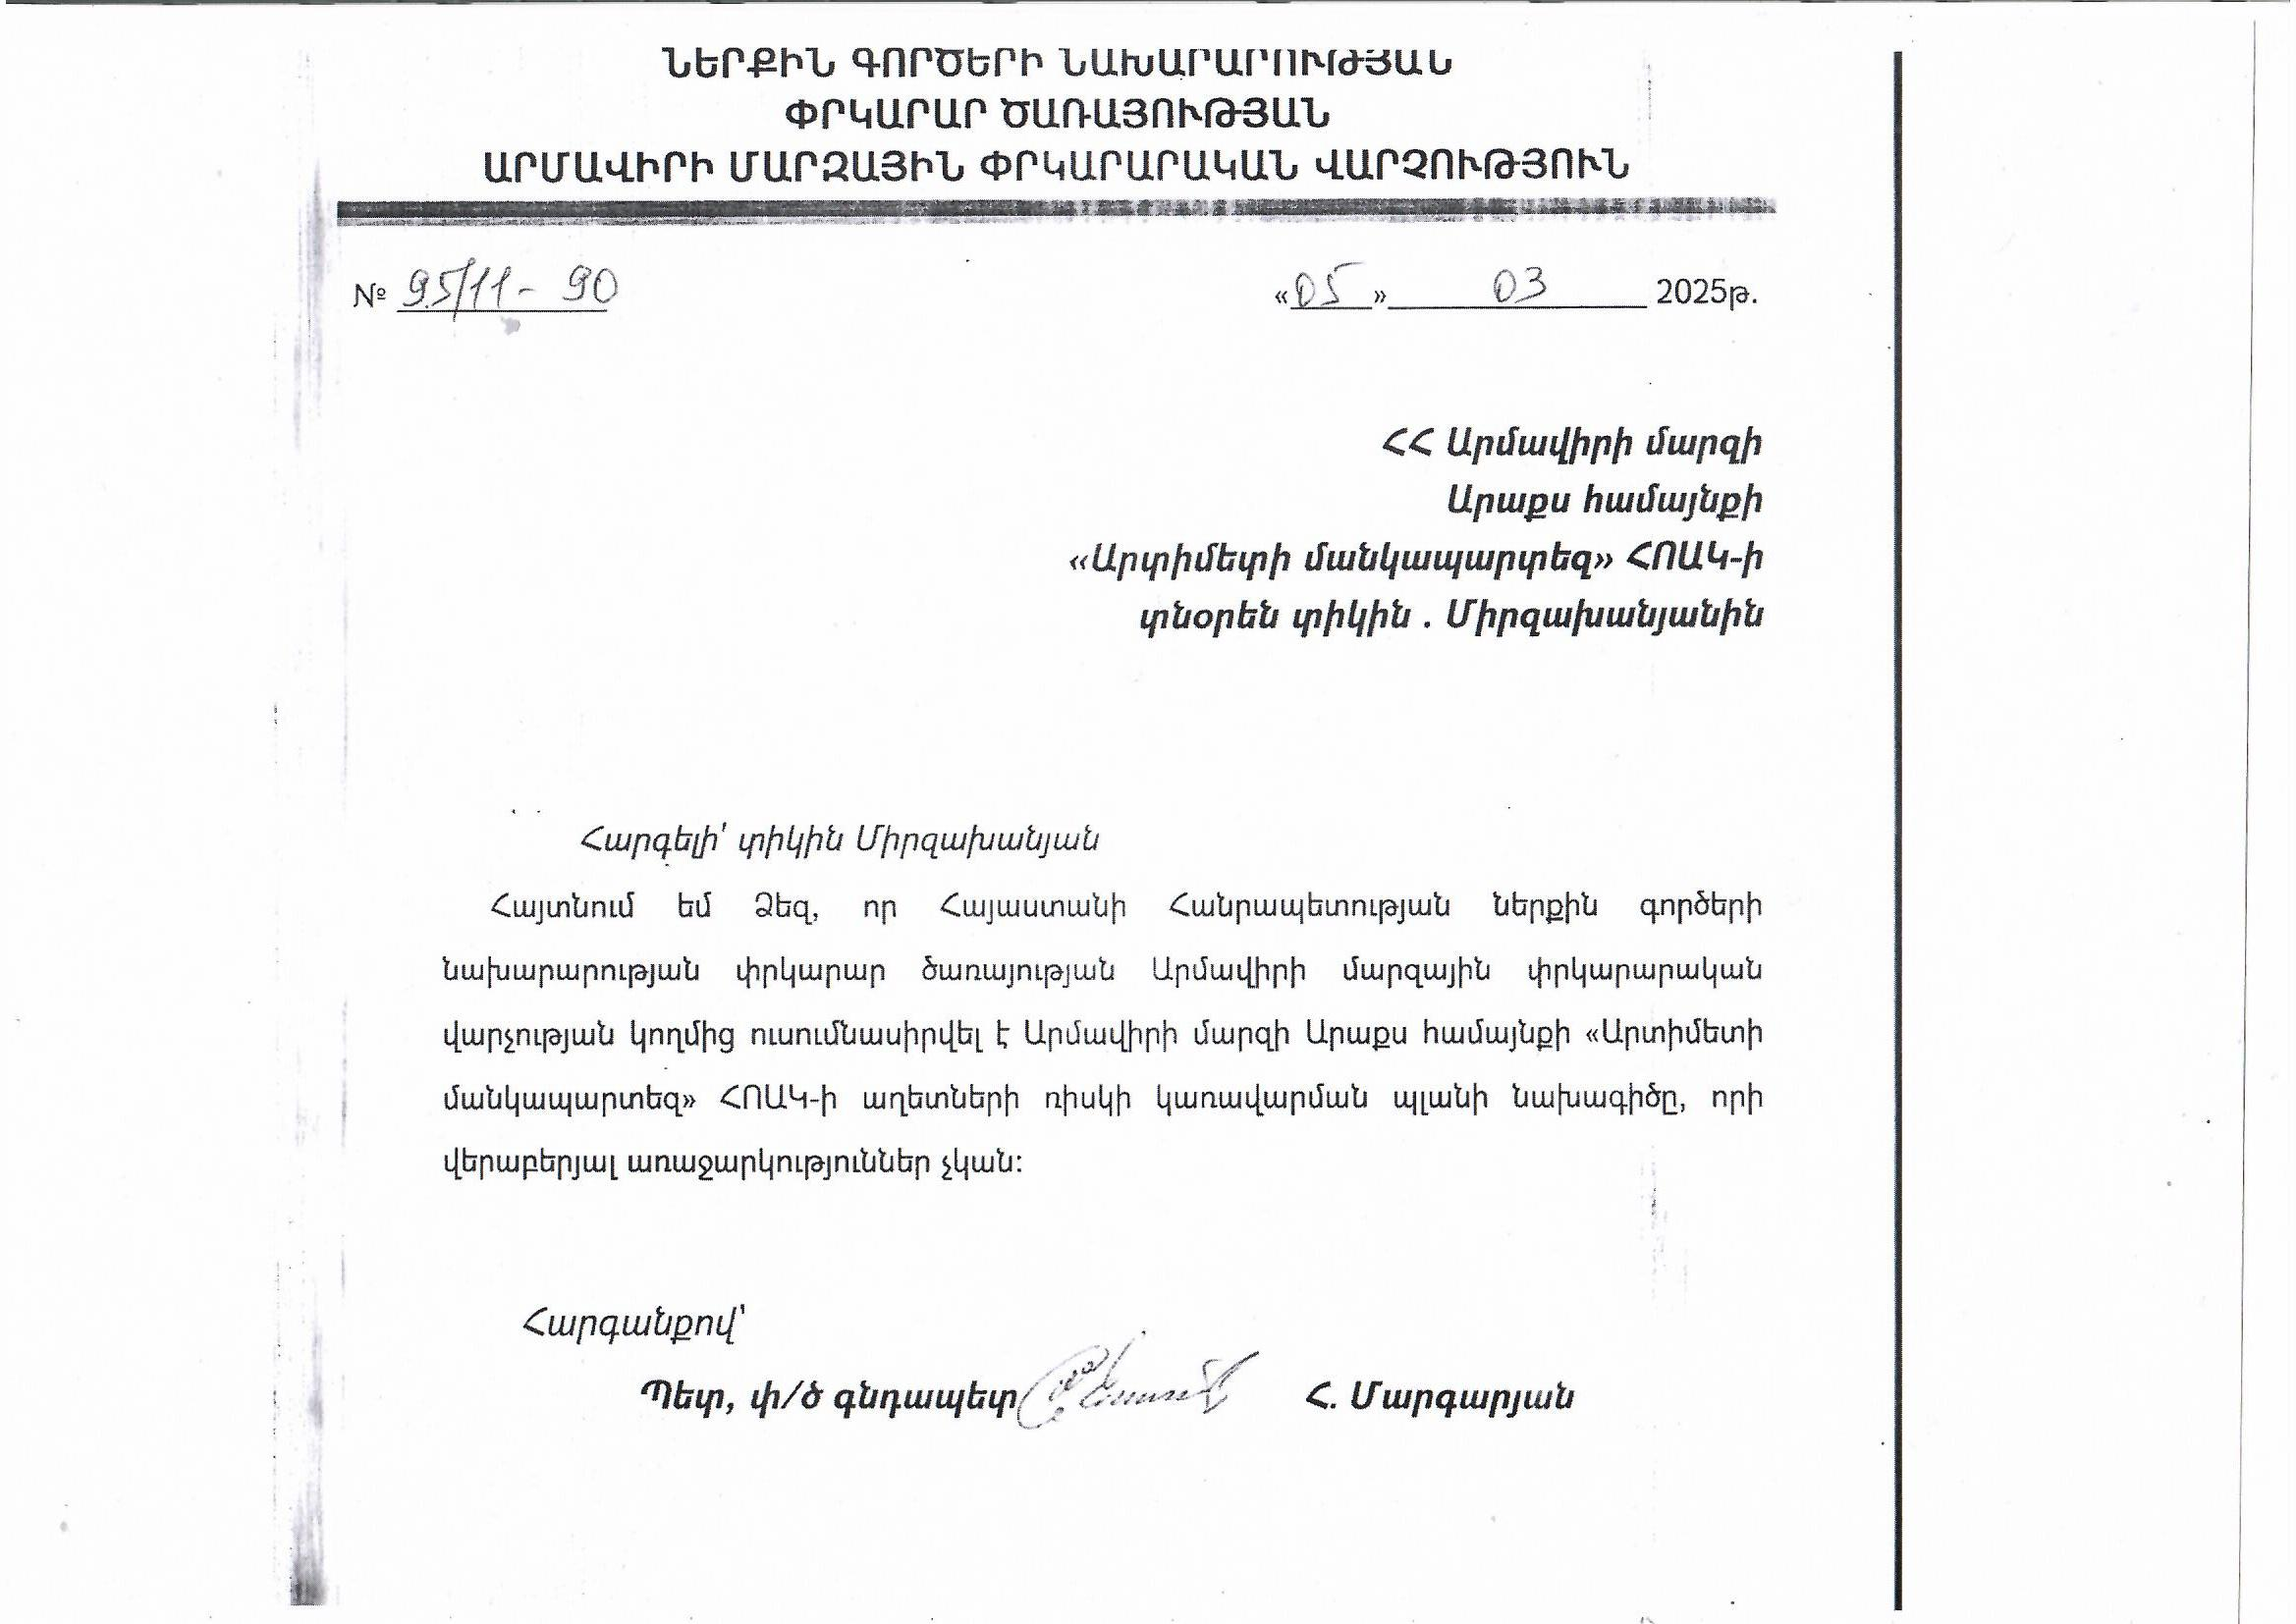 ՆԵՐՔԻՆ ԳՈՐԾԵՐԻ ՆԱԽԱՐԱՐՈՒԹՅԱՆ
ՓՐԿԱՐԱՐ ԾԱՌԱՅՈՒԹՅԱՆ
ԱՐՄԱՎԻՐԻ ՄԱՐԶԱՅԻՆ ՓՐԿԱՐԱՐԱԿԱՆ ՎԱՐՉՈՒԹՅՈՒՆ
№ 95/11- 90 «05» 03 2025թ.
ՀՀ Արմավիրի մարզի
Արաքս համայնքի
«Արտիմետի մանկապարտեզ» ՀՈԱԿ-ի
տնօրեն տիկին . Միրզախանյանին
Հարգելի՛ տիկին Միրզախանյան
Հայտնում եմ Ձեզ, որ Հայաստանի Հանրապետության ներքին գործերի
նախարարության փրկարար ծառայության Արմավիրի մարզային փրկարարական
վարչության կողմից ուսումնասիրվել է Արմավիրի մարզի Արաքս համայնքի «Արտիմետի
մանկապարտեզ» ՀՈԱԿ-ի աղետների ռիսկի կառավարման պլանի նախագիծը, որի
վերաբերյալ առաջարկություններ չկան:
Հարգանքով՝
Պետ, փ/ծ գնդապետ Հ. Մարգարյան